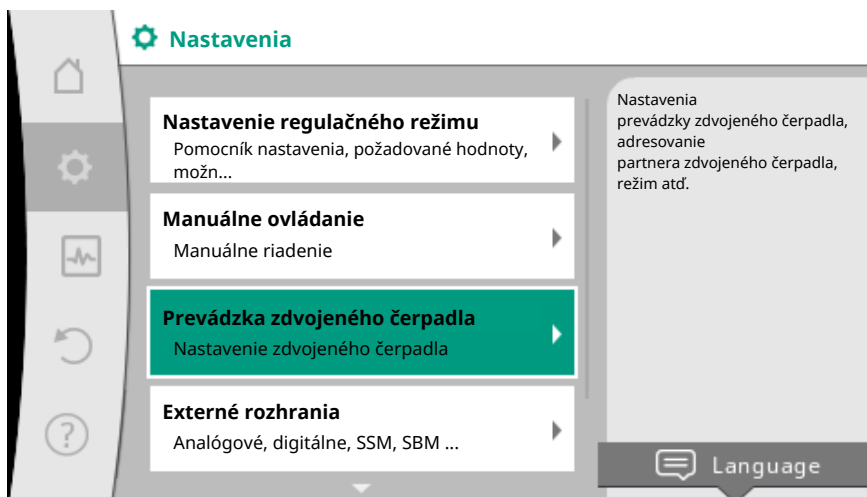 Nastavenia
Nastavenie regulačného režimu
Pomocník nastavenia, požadované hodnoty,
možn...
Manuálne ovládanie
Manuálne riadenie
Prevádzka zdvojeného čerpadla
Nastavenie zdvojeného čerpadla
Externé rozhrania
Analógové, digitálne, SSM, SBM ...
Nastavenia
prevádzky zdvojeného čerpadla,
adresovanie
partnera zdvojeného čerpadla,
režim atď.
Language